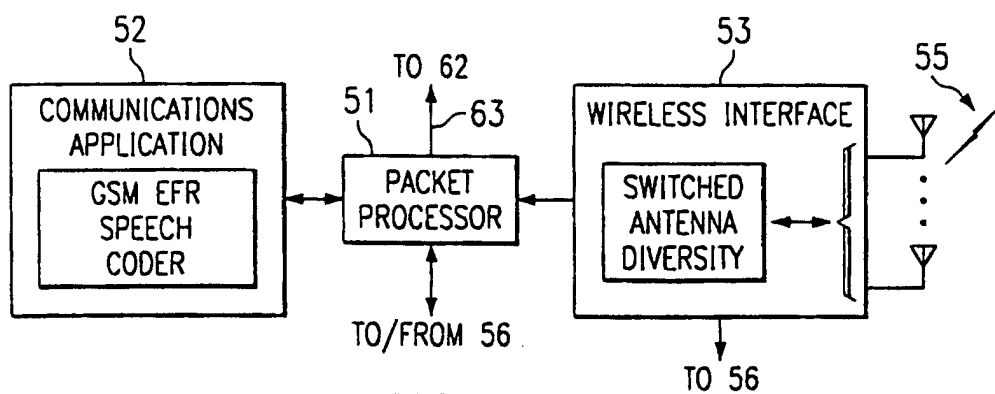 52
COMMUNICATIONS
APPLICATION
GSM EFR
SPEECH
CODER
TO 62
51
63
PACKET
PROCESSOR
TO/FROM 56
53
WIRELESS INTERFACE
SWITCHED
ANTENNA
DIVERSITY
TO 56
55